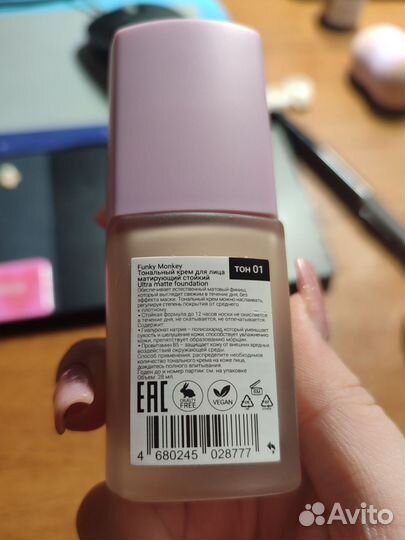 Funky Monkey
Тональный крем для лица
матирующий стойкий
Ultra matte foundation
ТОН 01
Обеспечивает естественный матовый финиш,
который выглядит свежим в течение дня, без
эффекта маски. Тональный крем можно наслаивать,
регулируя степень покрытия от среднего
к плотному.
• Стойкая формула до 12 часов носки не окисляется
в течение дня, не скатывается, не отпечатывается.
Содержит:
• Гиалуронат натрия - полисахарид, который уменьшает
сухость и шелушение кожи, способствует увлажнению
кожи, препятствует образованию морщин.
• Провитамин B5 – защищает кожу от внешних вредных
воздействий окружающей среды.
Способ применения: распределите необходимое
количество тонального крема на коже лица,
дождитесь полного впитывания.
Годен до и номер партии: см. на упаковке
Объем: 28 мл.
EAC
CRUELTY
FREE
VEGAN
6M
4 680245 028777
Avito